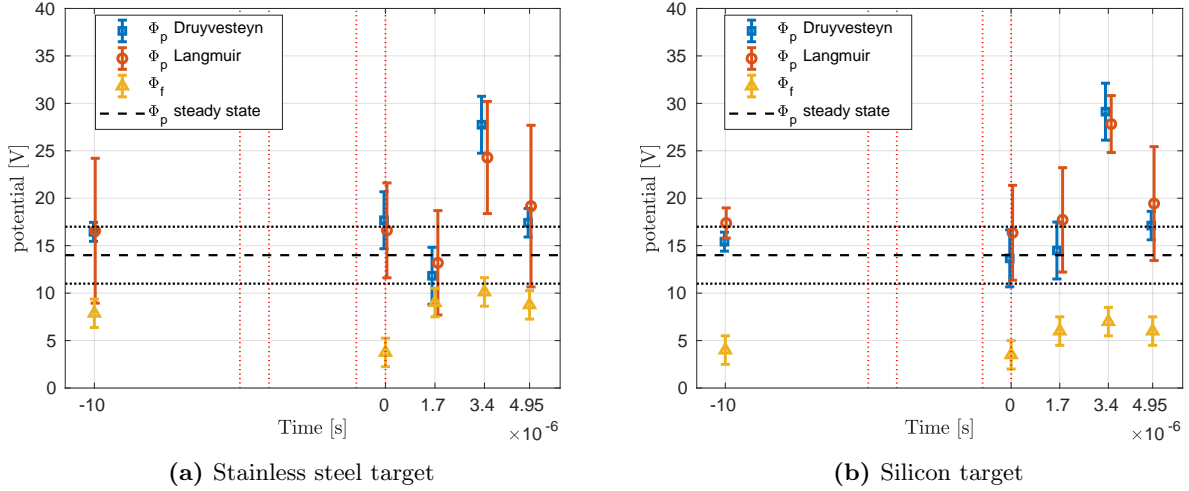 40
35
30
25
20
15
10
5
0
potential [V]
Φp Druyvesteyn
Φp Langmuir
Φf
Φp steady state
-10
0
1.7
3.4
4.95
Time [s]
×10-6
(a) Stainless steel target
40
35
30
25
20
15
10
5
0
potential [V]
Φp Druyvesteyn
Φp Langmuir
Φf
Φp steady state
-10
0
1.7
3.4
4.95
Time [s]
×10-6
(b) Silicon target